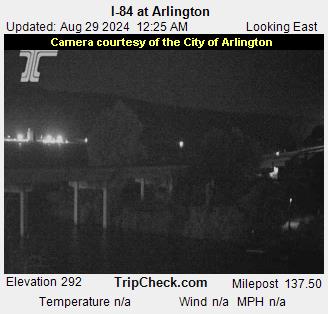 I-84 at Arlington
Updated: Aug 29 2024 12:25 AM Looking East
Camera courtesy of the City of Arlington
Elevation 292 TripCheck.com Milepost 137.50
Temperature n/a Wind n/a MPH n/a